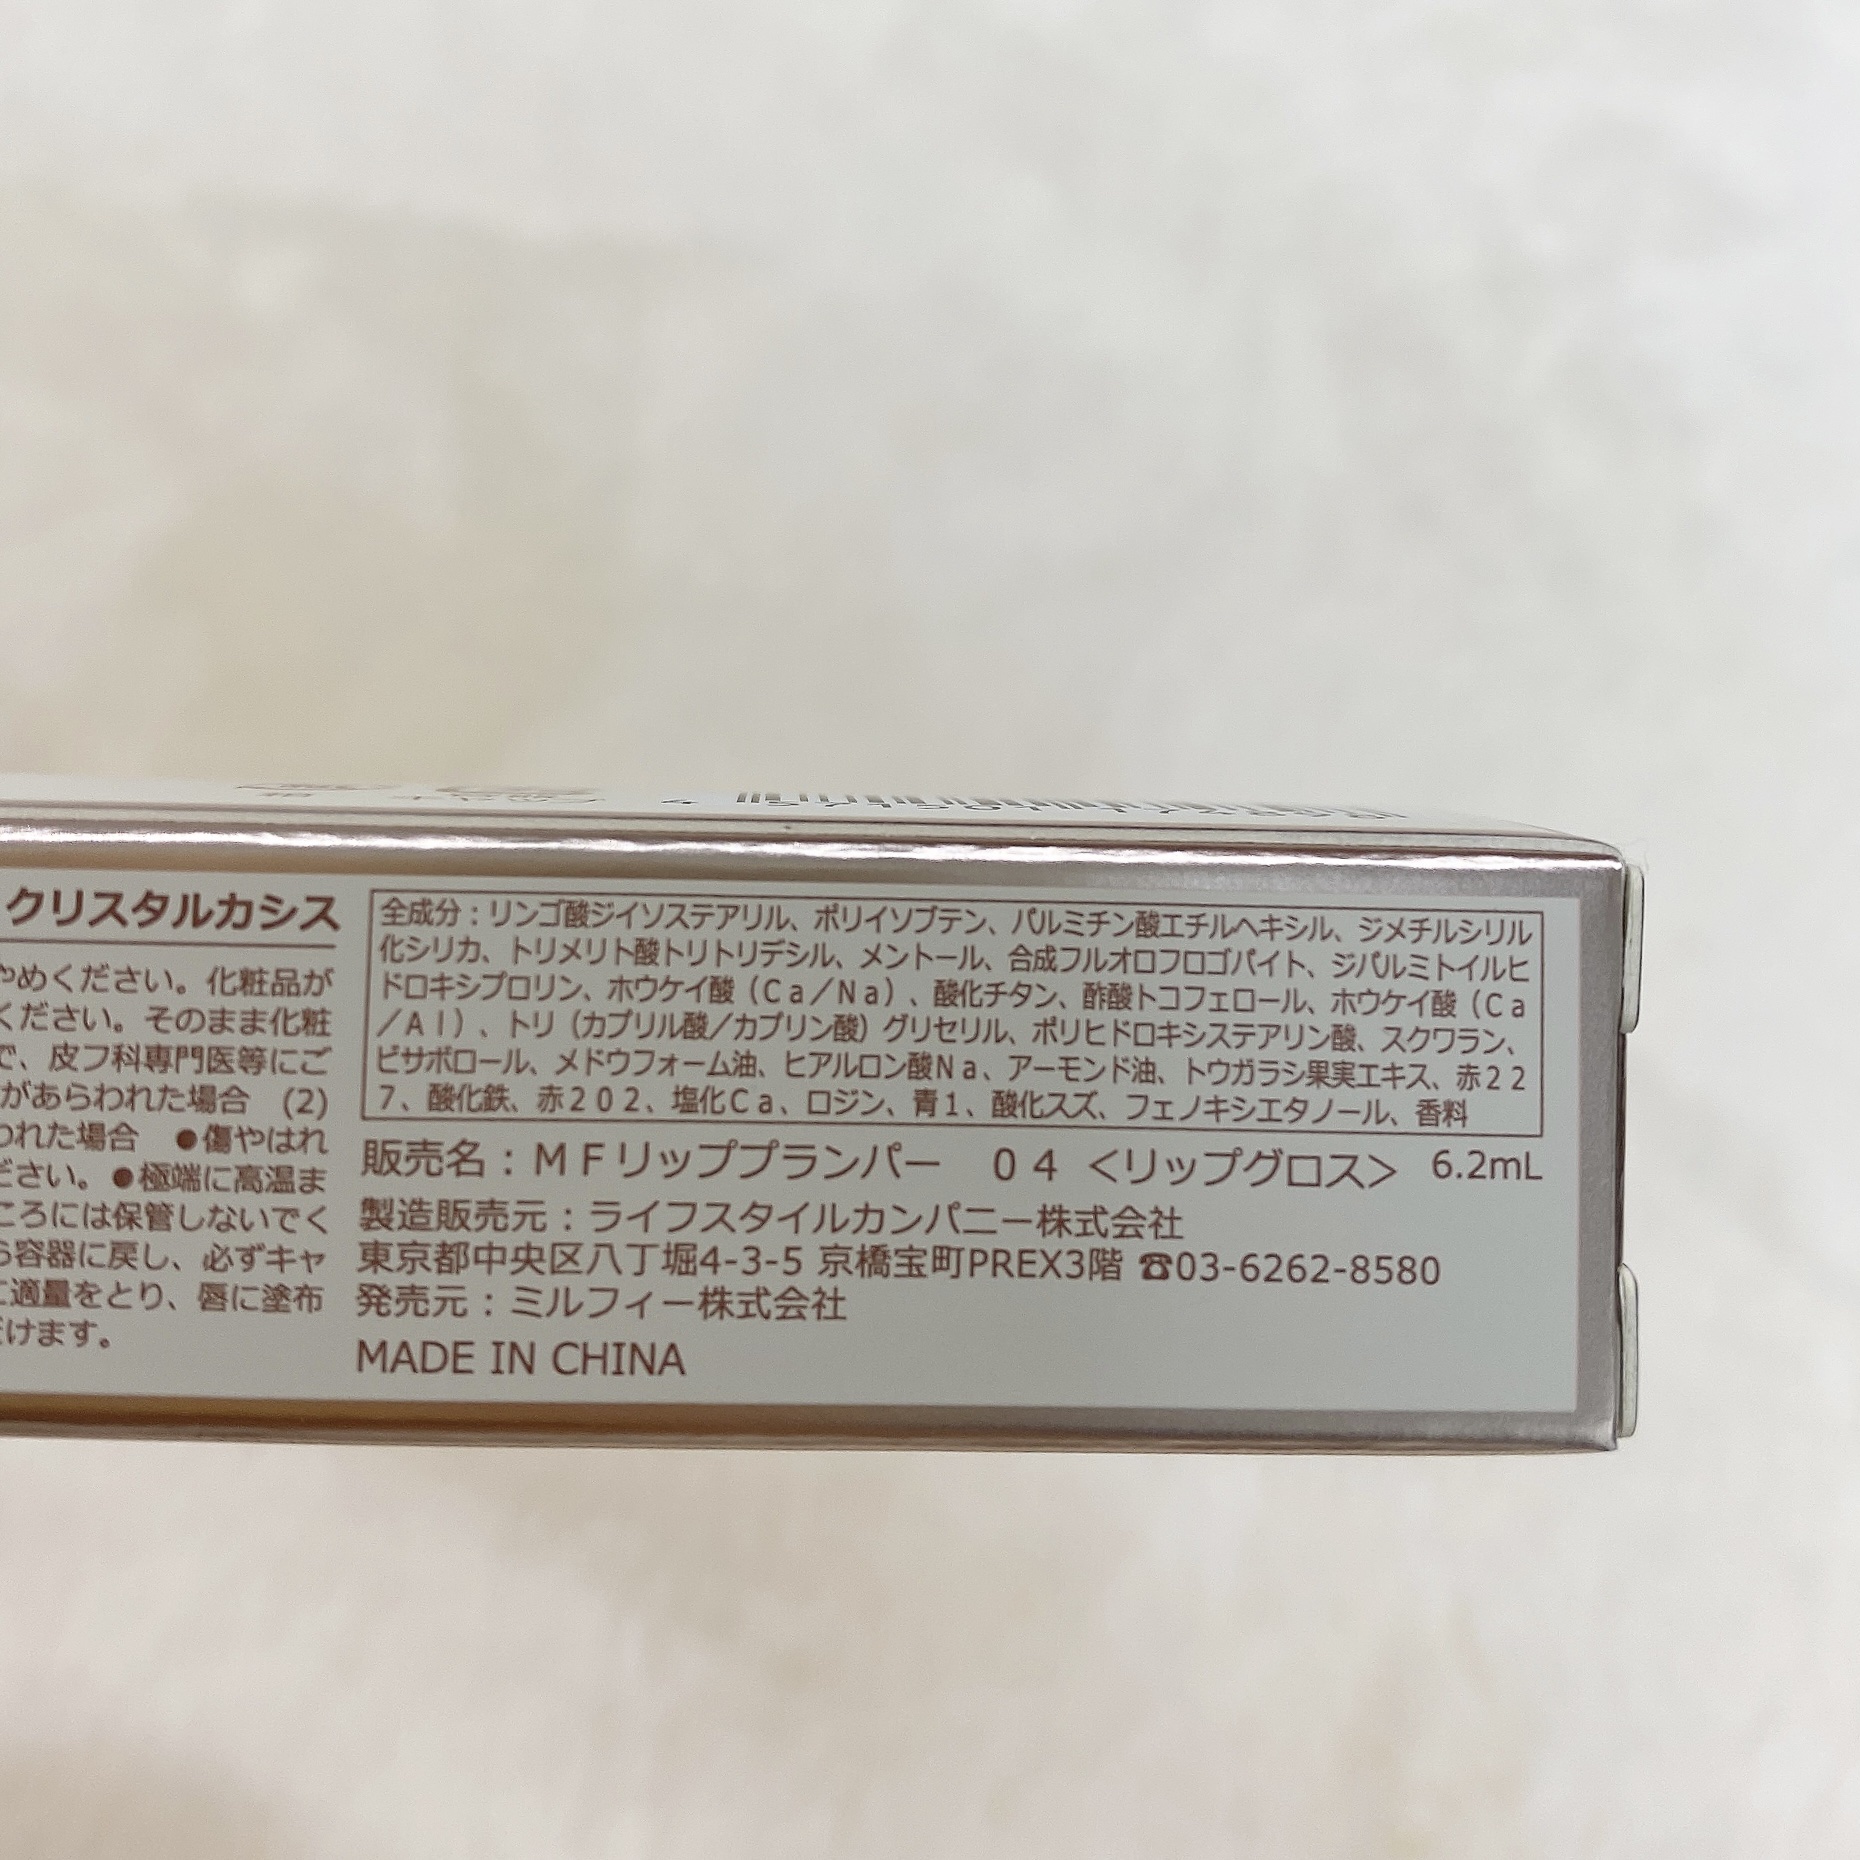 クリスタルカシス
やめください。化粧品が
ください。そのまま化粧
で、皮フ科専門医等にご
があらわれた場合 (2)
われた場合 ●傷やはれ
ださい。●極端に高温ま
ころには保管しないでく
ら容器に戻し、必ずキャ
に適量をとり、唇に塗布
だけます。
全成分：リンゴ酸ジイソステアリル、ポリイソブテン、パルミチン酸エチルヘキシル、ジメチルシリル
化シリカ、トリメリト酸トリトリデシル、メントール、合成フルオロフロゴパイト、ジパルミトイルヒ
ドロキシプロリン、ホウケイ酸（Ｃａ／Ｎａ）、酸化チタン、酢酸トコフェロール、ホウケイ酸（Ｃａ
／Ａｌ）、トリ（カプリル酸／カプリン酸）グリセリル、ポリヒドロキシステアリン酸、スクワラン、
ビサボロール、メドウフォーム油、ヒアルロン酸Ｎａ、アーモンド油、トウガラシ果実エキス、赤２２
７、酸化鉄、赤２０２、塩化Ｃａ、ロジン、青１、酸化スズ、フェノキシエタノール、香料
販売名：ＭＦリッププランパー　０４ ＜リップグロス＞ 6.2mL
製造販売元：ライフスタイルカンパニー株式会社
東京都中央区八丁堀4-3-5 京橋宝町PREX3階 ☎03-6262-8580
発売元：ミルフィー株式会社
MADE IN CHINA